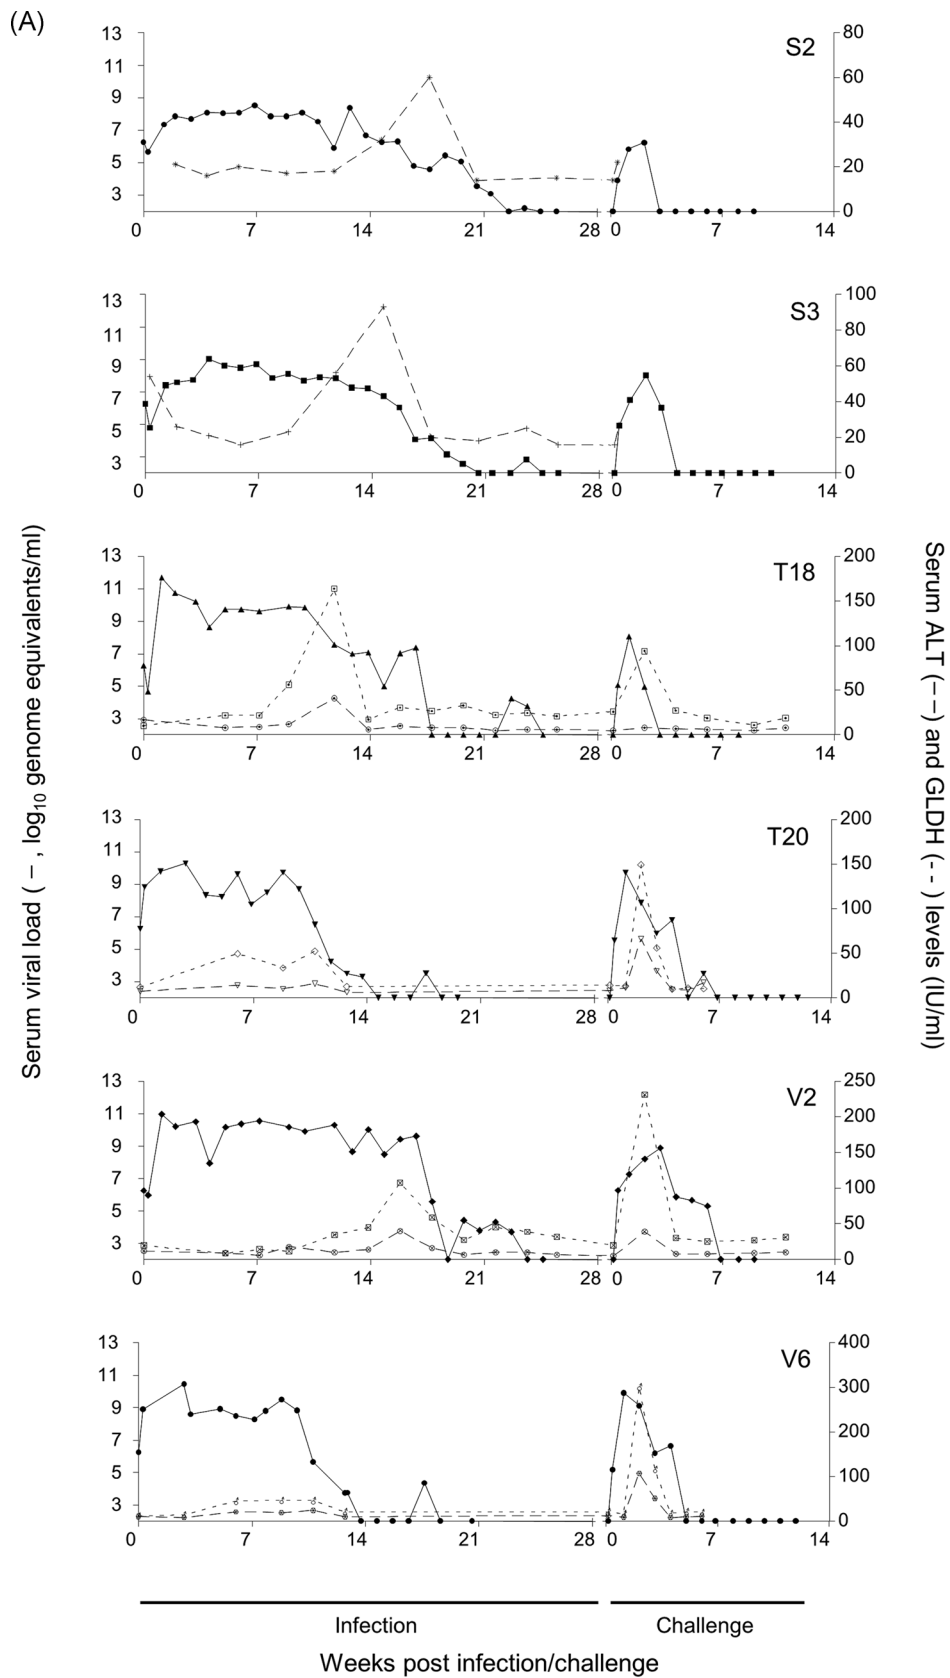 (A)
S2
13 11 9 7 5 3
80 60 40 20 0
0 7 14 21 28 0 7 14
S3
13 11 9 7 5 3
100 80 60 40 20 0
0 7 14 21 28 0 7 14
T18
13 11 9 7 5 3
200 150 100 50 0
0 7 14 21 28 0 7 14
T20
13 11 9 7 5 3
200 150 100 50 0
0 7 14 21 28 0 7 14
V2
13 11 9 7 5 3
250 200 150 100 50 0
0 7 14 21 28 0 7 14
V6
13 11 9 7 5 3
400 300 200 100 0
0 7 14 21 28 0 7 14
Serum viral load ( – , log10 genome equivalents/ml)
Serum ALT (– –) and GLDH (- -) levels (IU/ml)
Infection Challenge
Weeks post infection/challenge